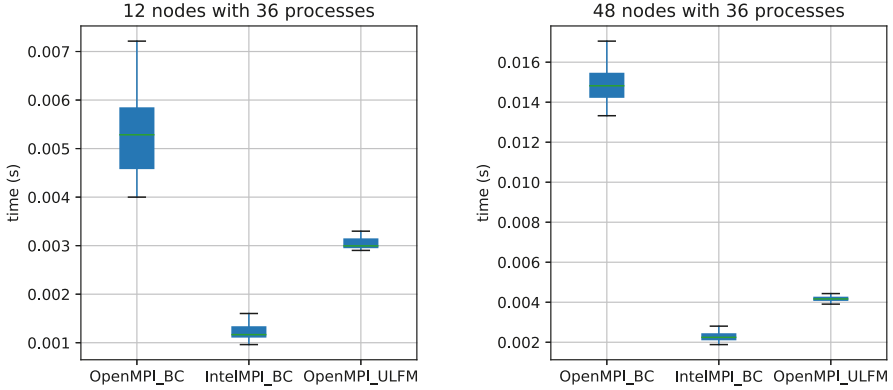 12 nodes with 36 processes
time (s)
0.007
0.006
0.005
0.004
0.003
0.002
0.001
OpenMPI_BC IntelMPI_BC OpenMPI_ULFM
48 nodes with 36 processes
time (s)
0.016
0.014
0.012
0.010
0.008
0.006
0.004
0.002
OpenMPI_BC IntelMPI_BC OpenMPI_ULFM